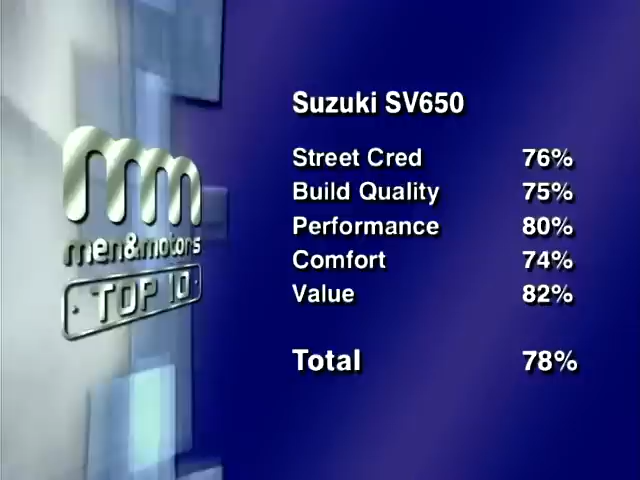 Suzuki SV650
Street Cred 76%
Build Quality 75%
Performance 80%
Comfort 74%
Value 82%
Total 78%
mm
men&motors
TOP 10